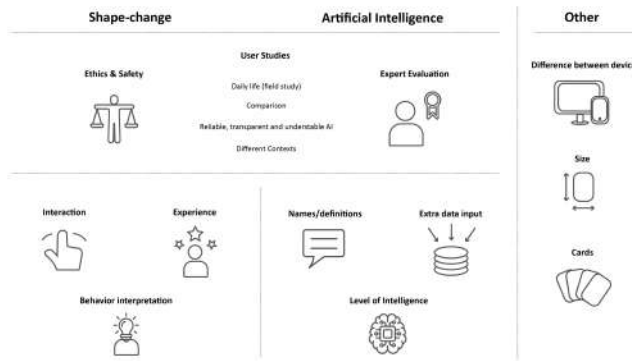 Shape-change
Artificial Intelligence
Other
User Studies
Ethics & Safety
Expert Evaluation
Daily life (field study)
Comparison
Reliable, transparent and understable AI
Different Contexts
Difference between device
Size
Interaction
Experience
Names/definitions
Extra data input
Cards
Behavior interpretation
Level of Intelligence